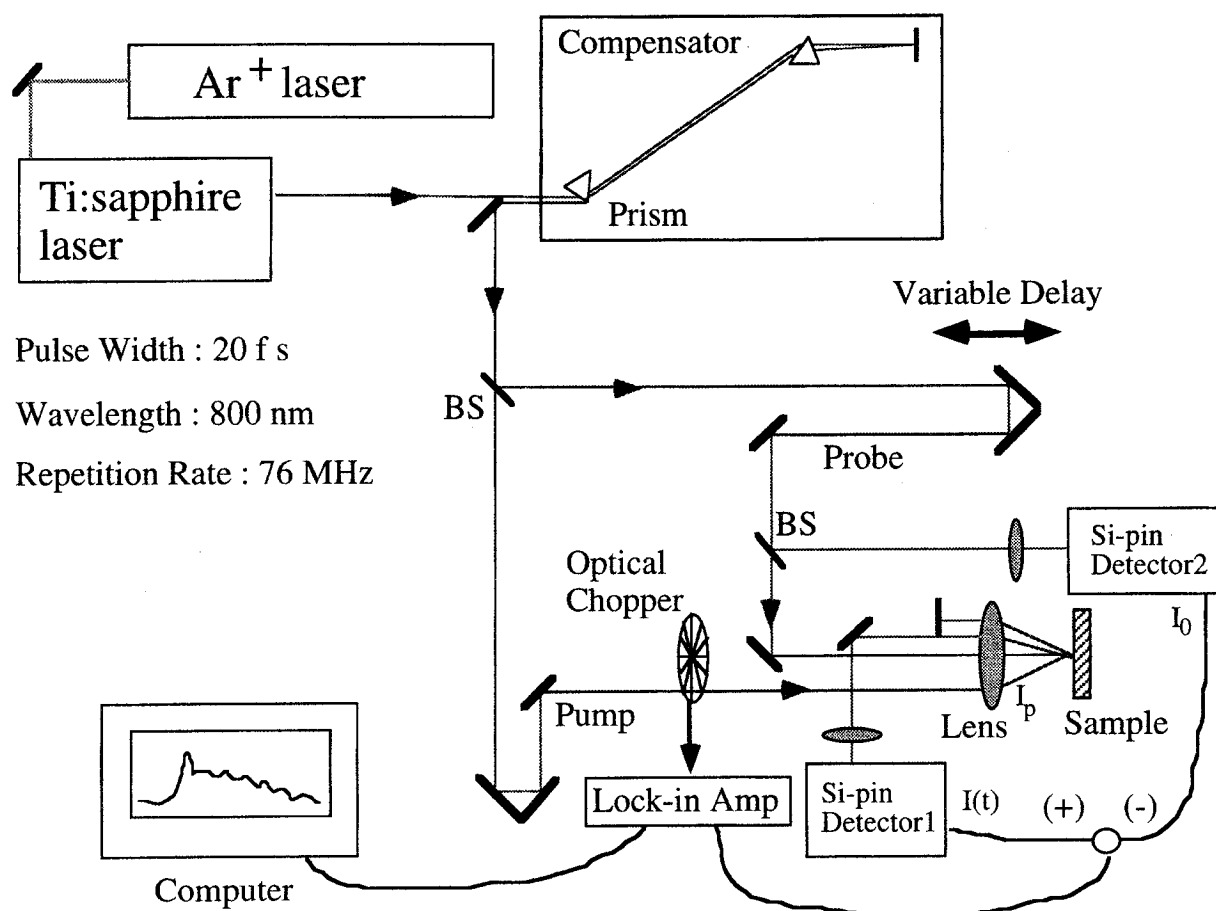 Compensator
Ar + laser
Ti:sapphire
laser
Prism
Variable Delay
Pulse Width : 20 f s
BS
Wavelength : 800 nm
Probe
Repetition Rate : 76 MHz
BS
Si-pin
Detector2
Optical
Chopper
I0
Pump
Ip
Lens
Sample
Lock-in Amp
Si-pin
Detector1
I(t)
(+)
(-)
Computer